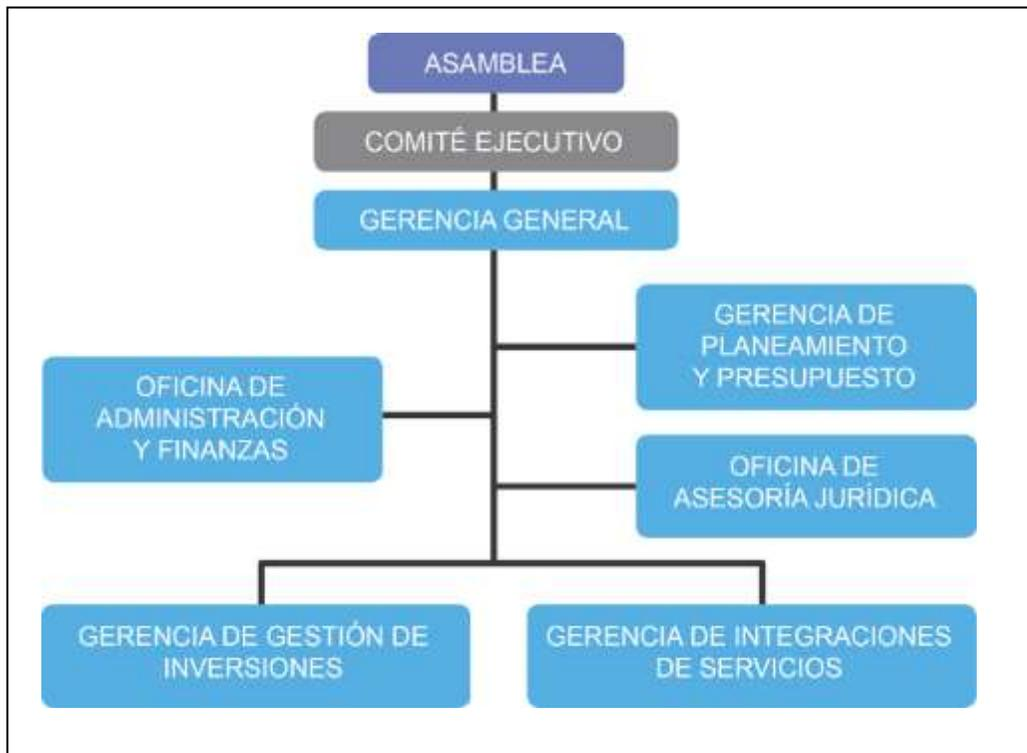 ASAMBLEA
COMITÉ EJECUTIVO
GERENCIA GENERAL
GERENCIA DE
PLANEAMIENTO
Y PRESUPUESTO
OFICINA DE
ADMINISTRACIÓN
Y FINANZAS
OFICINA DE
ASESORÍA JURÍDICA
GERENCIA DE GESTIÓN DE
INVERSIONES
GERENCIA DE INTEGRACIONES
DE SERVICIOS